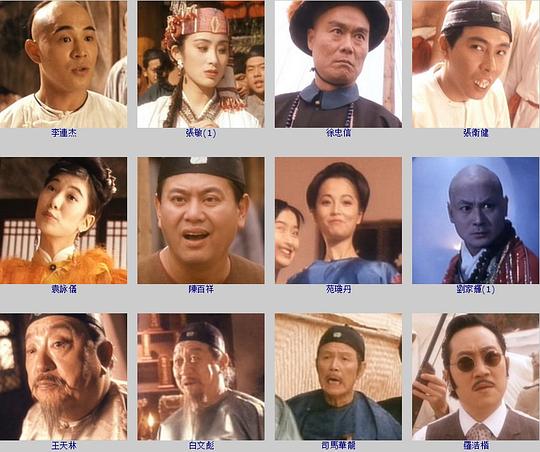 李連杰
張敏(1)
徐忠信
張衛健
袁詠儀
陳百祥
苑瓊丹
劉家輝(1)
王天林
白文彪
司馬華龍
羅浩楷